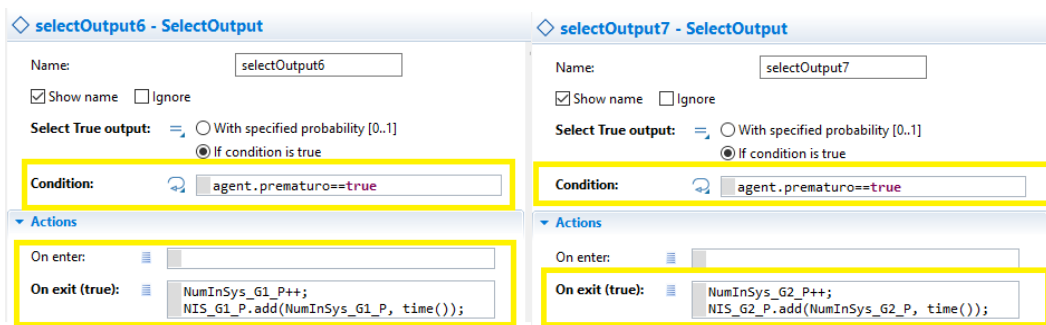 selectOutput6 - SelectOutput
Name: selectOutput6
Show name Ignore
Select True output: With specified probability [0..1]
If condition is true
Condition: agent.prematuro==true
Actions
On enter:
On exit (true): NumInSys_G1_P++;
NIS_G1_P.add(NumInSys_G1_P, time());
selectOutput7 - SelectOutput
Name: selectOutput7
Show name Ignore
Select True output: With specified probability [0..1]
If condition is true
Condition: agent.prematuro==true
Actions
On enter:
On exit (true): NumInSys_G2_P++;
NIS_G2_P.add(NumInSys_G2_P, time());